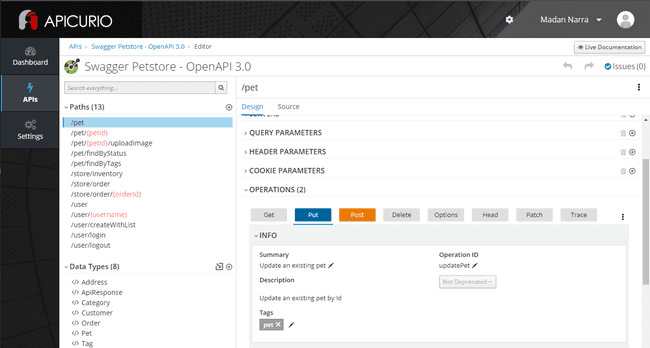 APICURIO
Madan Narra
Dashboard
APIs
Settings
APIs › Swagger Petstore - OpenAPI 3.0 › Editor
Live Documentation
Swagger Petstore - OpenAPI 3.0
Issues (0)
Search everything...
Paths (13)
/pet
/pet/{petId}
/pet/{petId}/uploadImage
/pet/findByStatus
/pet/findByTags
/store/inventory
/store/order
/store/order/{orderId}
/user
/user/{username}
/user/createWithList
/user/login
/user/logout
Data Types (8)
</> Address
</> ApiResponse
</> Category
</> Customer
</> Order
</> Pet
</> Tag
/pet
Design Source
QUERY PARAMETERS
HEADER PARAMETERS
COOKIE PARAMETERS
OPERATIONS (2)
Get Put Post Delete Options Head Patch Trace
INFO
Summary
Update an existing pet
Operation ID
updatePet
Description
Not Deprecated
Update an existing pet by Id
Tags
pet ×